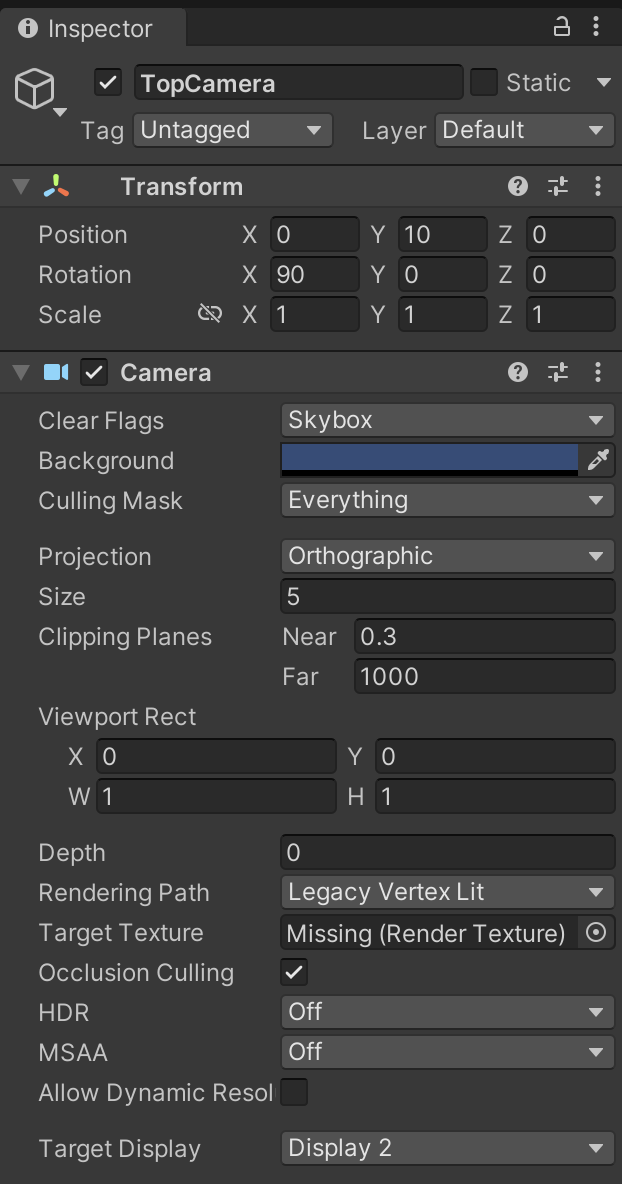 Inspector
TopCamera Static
Tag Untagged Layer Default
Transform
Position X 0 Y 10 Z 0
Rotation X 90 Y 0 Z 0
Scale X 1 Y 1 Z 1
Camera
Clear Flags Skybox
Background
Culling Mask Everything
Projection Orthographic
Size 5
Clipping Planes Near 0.3
Far 1000
Viewport Rect
X 0 Y 0
W 1 H 1
Depth 0
Rendering Path Legacy Vertex Lit
Target Texture Missing (Render Texture)
Occlusion Culling
HDR Off
MSAA Off
Allow Dynamic Resol
Target Display Display 2